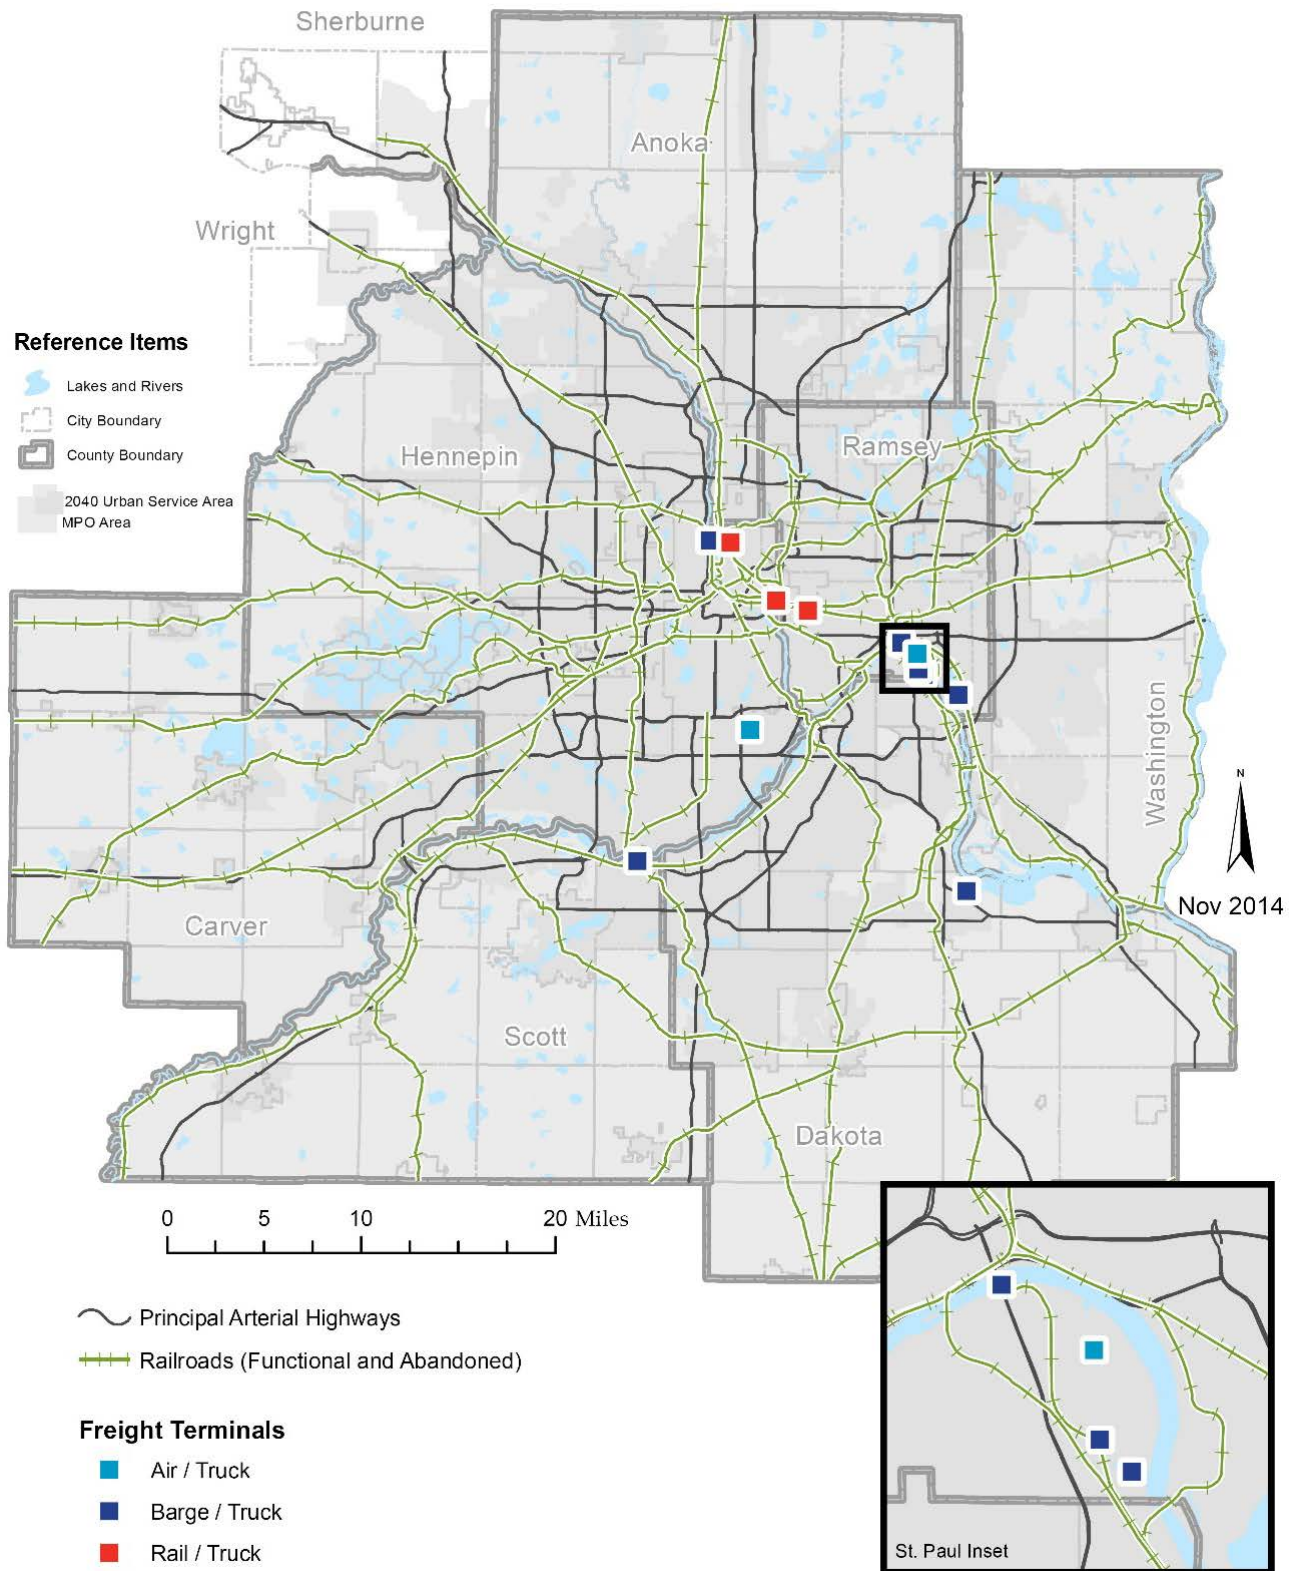 Sherburne
Anoka
Wright
Reference Items
Lakes and Rivers
City Boundary
County Boundary
2040 Urban Service Area
MPO Area
Hennepin
Ramsey
Washington
N
Nov 2014
Carver
Scott
Dakota
0 5 10 20 Miles
Principal Arterial Highways
Railroads (Functional and Abandoned)
Freight Terminals
Air / Truck
Barge / Truck
Rail / Truck
St. Paul Inset